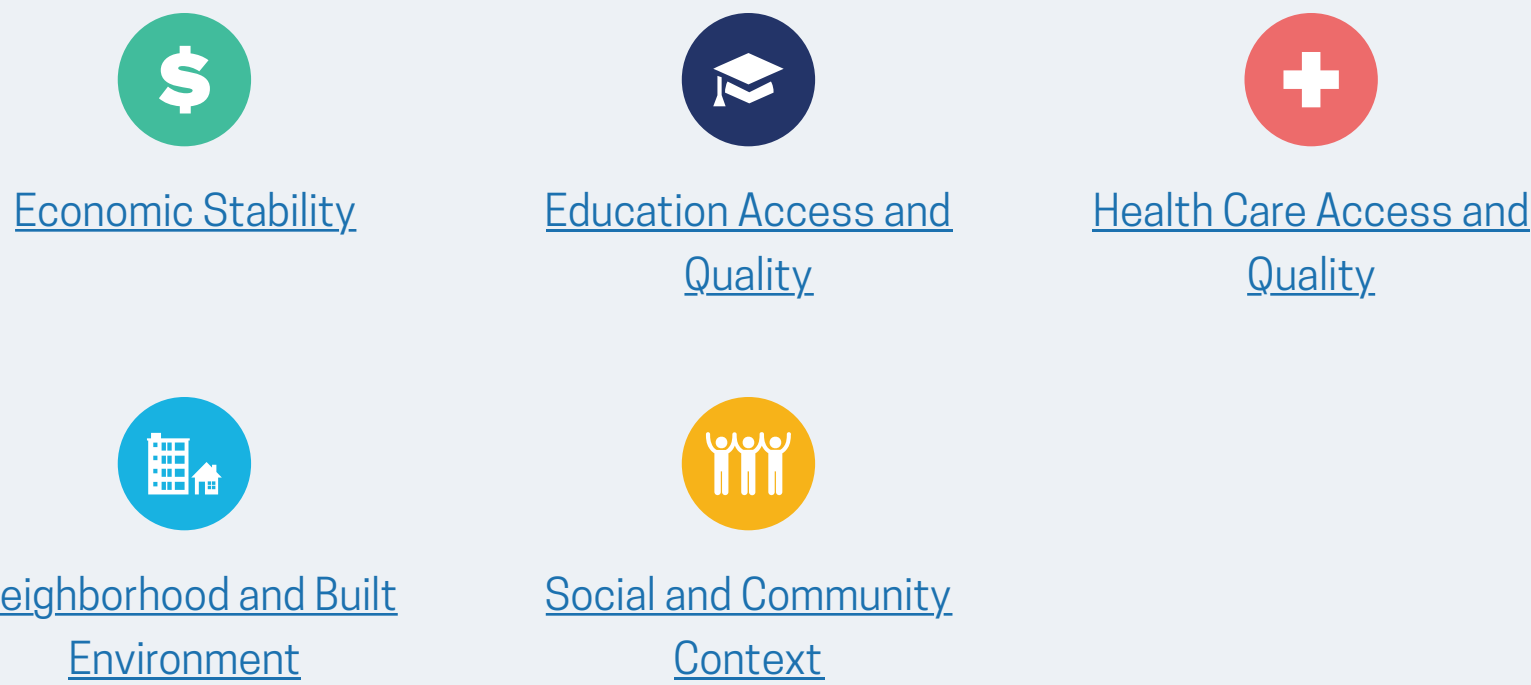 Economic Stability
Education Access and
Quality
Health Care Access and
Quality
eighborhood and Built
Environment
Social and Community
Context